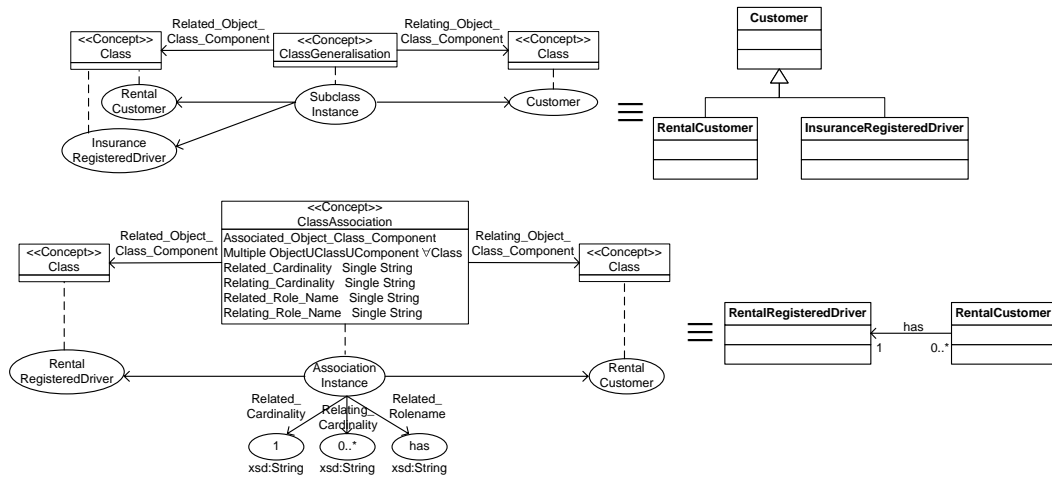 Related_Object_
Class_Component
Relating_Object_
Class_Component
<<Concept>>
Class
<<Concept>>
ClassGeneralisation
<<Concept>>
Class
Rental
Customer
Subclass
Instance
Customer
Insurance
RegisteredDriver
≡
Customer
RentalCustomer
InsuranceRegisteredDriver
<<Concept>>
ClassAssociation
Associated_Object_Class_Component
Multiple ObjectUClassUComponent ∀Class
Related_Cardinality Single String
Relating_Cardinality Single String
Related_Role_Name Single String
Relating_Role_Name Single String
Related_Object_
Class_Component
Relating_Object_
Class_Component
<<Concept>>
Class
<<Concept>>
Class
Rental
RegisteredDriver
Association
Instance
Rental
Customer
Related_
Cardinality
Relating_
Cardinality
Related_
Rolename
1
0..*
has
xsd:String
xsd:String
xsd:String
≡
RentalRegisteredDriver
has
RentalCustomer
1
0..*